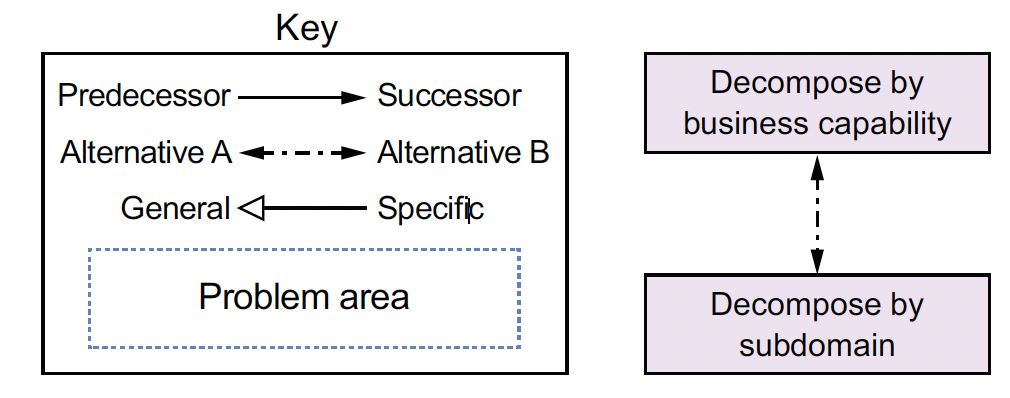 Key
Predecessor
Successor
Alternative A
Alternative B
General
Specific
Problem area
Decompose by
business capability
Decompose by
subdomain